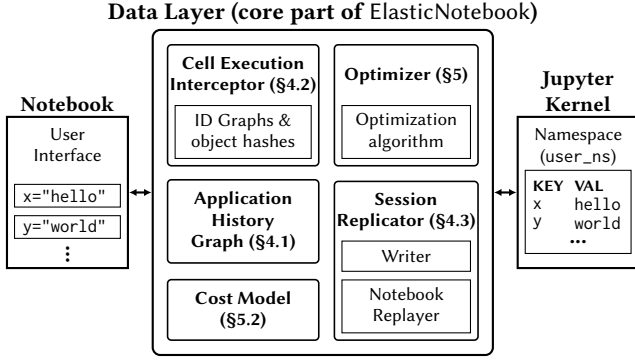 Data Layer (core part of ElasticNotebook)
Notebook
User
Interface
x="hello"
y="world"
⋮
Cell Execution
Interceptor (§4.2)
ID Graphs &
object hashes
Optimizer (§5)
Optimization
algorithm
Application
History
Graph (§4.1)
Session
Replicator (§4.3)
Writer
Notebook
Replayer
Cost Model
(§5.2)
Jupyter
Kernel
Namespace
(user_ns)
KEY VAL
x hello
y world
...